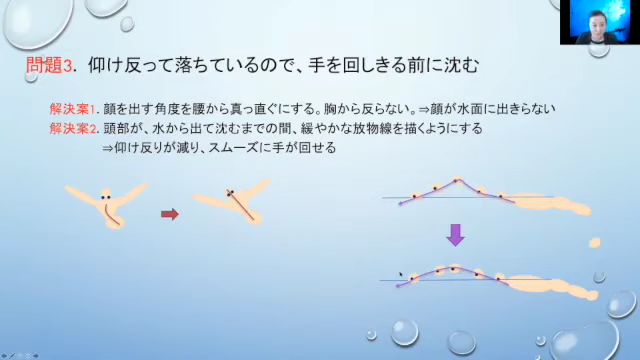 問題3. 仰け反って落ちているので、手を回しきる前に沈む
解決案1. 顔を出す角度を腰から真っ直ぐにする。胸から反らない。⇒顔が水面に出きらない
解決案2. 頭部が、水から出て沈むまでの間、緩やかな放物線を描くようにする
⇒仰け反りが減り、スムーズに手が回せる